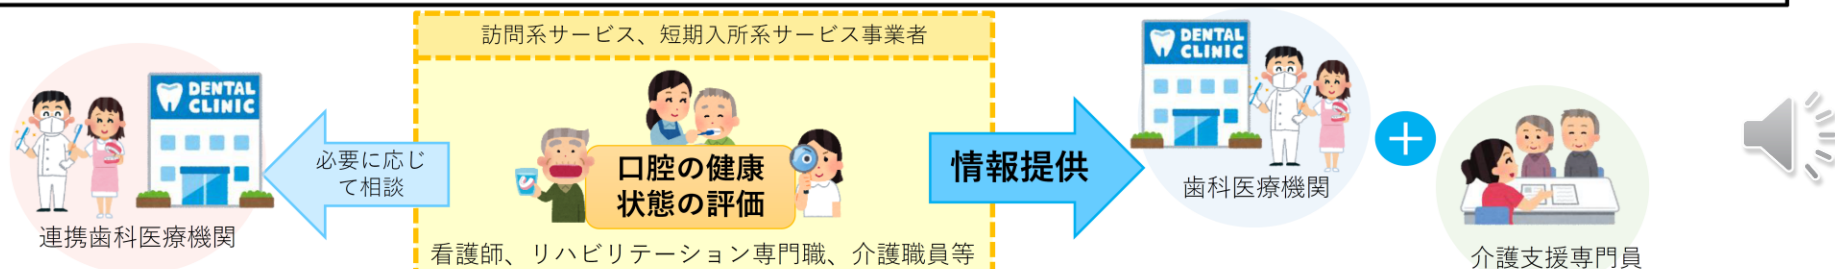 訪問系サービス、短期入所系サービス事業者
DENTAL
CLINIC
DENTAL
CLINIC
必要に応じ
て相談
口腔の健康
状態の評価
情報提供
歯科医療機関
連携歯科医療機関
看護師、リハビリテーション専門職、介護職員等
介護支援専門員